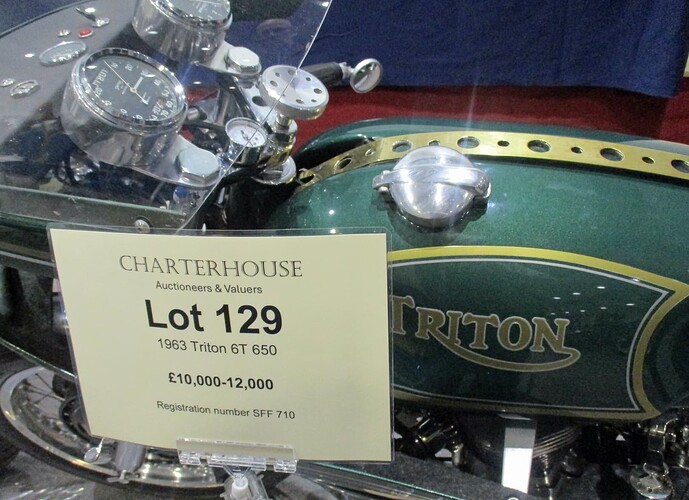 CHARTERHOUSE
Auctioneers & Valuers
Lot 129
1963 Triton 6T 650
£10,000-12,000
Registration number SFF 710
TRITON